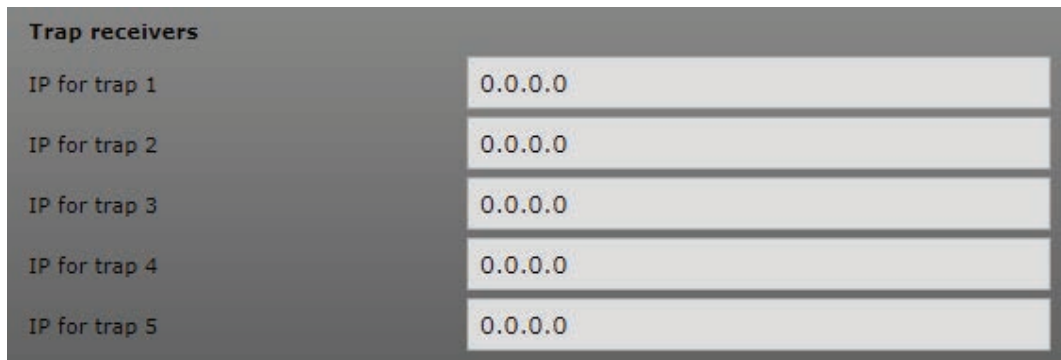 Trap receivers
IP for trap 1 0.0.0.0
IP for trap 2 0.0.0.0
IP for trap 3 0.0.0.0
IP for trap 4 0.0.0.0
IP for trap 5 0.0.0.0